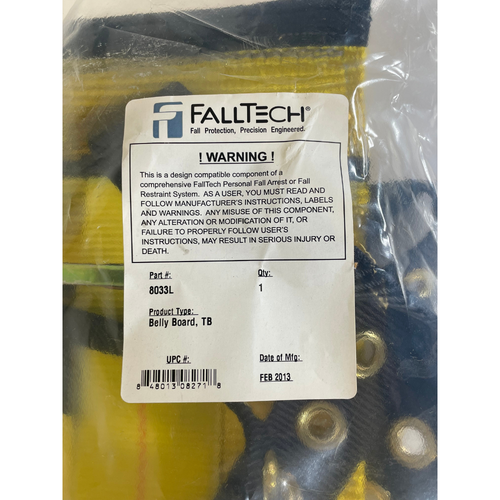 FALLTECH®
Fall Protection, Precision Engineered.
! WARNING !
This is a design compatible component of a
comprehensive FallTech Personal Fall Arrest or Fall
Restraint System. AS A USER, YOU MUST READ AND
FOLLOW MANUFACTURER'S INSTRUCTIONS, LABELS
AND WARNINGS. ANY MISUSE OF THIS COMPONENT,
ANY ALTERATION OR MODIFICATION OF IT, OR
FAILURE TO PROPERLY FOLLOW USER'S
INSTRUCTIONS, MAY RESULT IN SERIOUS INJURY OR
DEATH.
Part #: Qty:
8033L 1
Product Type:
Belly Board, TB
UPC #: Date of Mfg:
8 48013 08271 8 FEB 2013